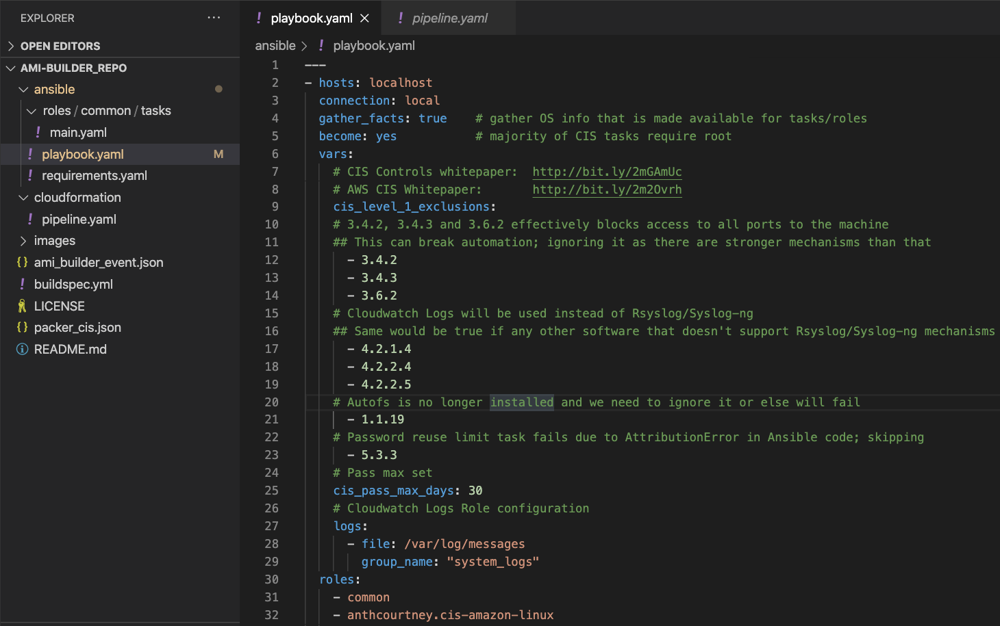 EXPLORER
···
OPEN EDITORS
AMI-BUILDER_REPO
ansible
roles / common / tasks
main.yaml
playbook.yaml M
requirements.yaml
cloudformation
pipeline.yaml
images
ami_builder_event.json
buildspec.yml
LICENSE
packer_cis.json
README.md
playbook.yaml
pipeline.yaml
ansible > ! playbook.yaml
1 ---
2 - hosts: localhost
3 connection: local
4 gather_facts: true # gather OS info that is made available for tasks/roles
5 become: yes # majority of CIS tasks require root
6 vars:
7 # CIS Controls whitepaper: http://bit.ly/2mGAmUc
8 # AWS CIS Whitepaper: http://bit.ly/2m2Ovrh
9 cis_level_1_exclusions:
10 # 3.4.2, 3.4.3 and 3.6.2 effectively blocks access to all ports to the machine
11 ## This can break automation; ignoring it as there are stronger mechanisms than that
12 - 3.4.2
13 - 3.4.3
14 - 3.6.2
15 # Cloudwatch Logs will be used instead of Rsyslog/Syslog-ng
16 ## Same would be true if any other software that doesn't support Rsyslog/Syslog-ng mechanisms
17 - 4.2.1.4
18 - 4.2.2.4
19 - 4.2.2.5
20 # Autofs is no longer installed and we need to ignore it or else will fail
21 - 1.1.19
22 # Password reuse limit task fails due to AttributionError in Ansible code; skipping
23 - 5.3.3
24 # Pass max set
25 cis_pass_max_days: 30
26 # Cloudwatch Logs Role configuration
27 logs:
28 - file: /var/log/messages
29 group_name: "system_logs"
30 roles:
31 - common
32 - anthcourtney.cis-amazon-linux